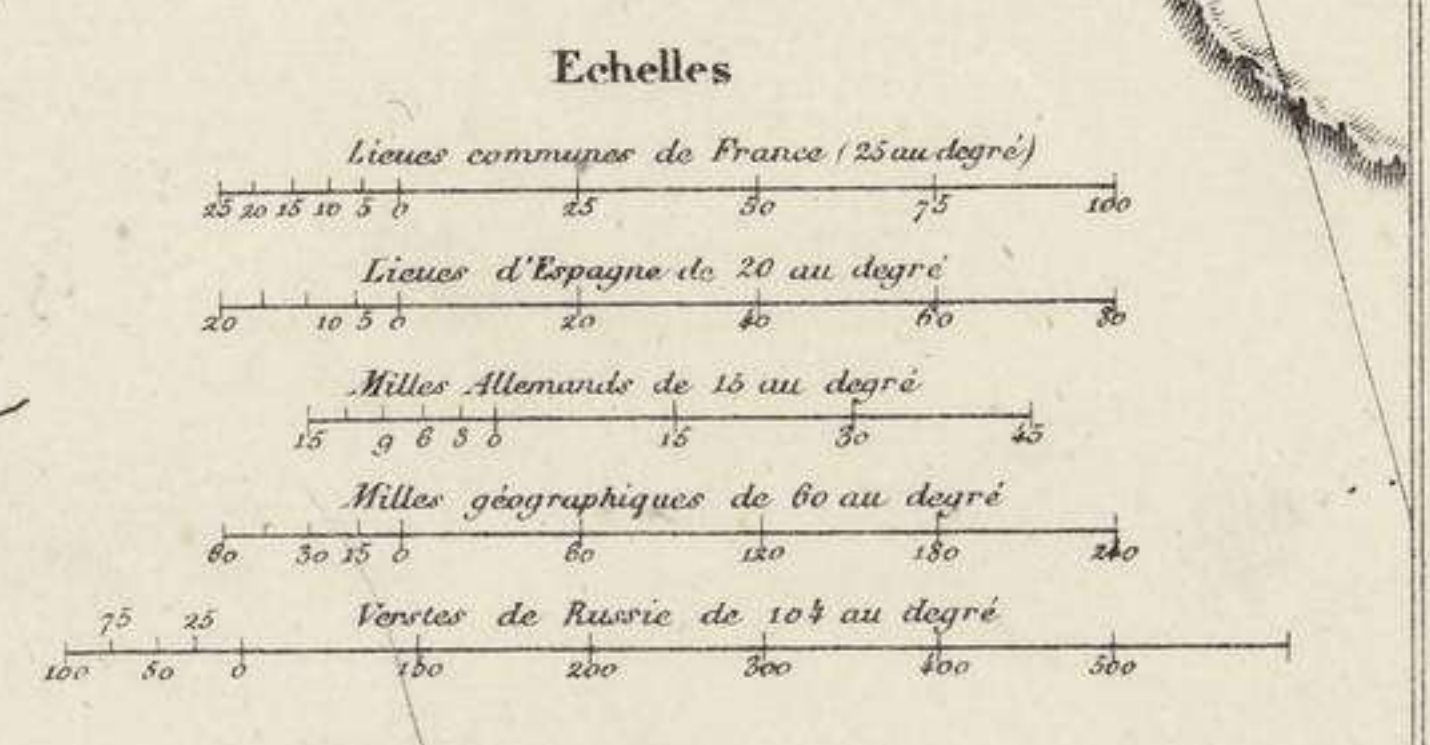 Echelles
Lieues communes de France (25 au degré)
25 20 15 10 5 0 25 50 75 100
Lieues d'Espagne de 20 au degré
20 10 5 0 20 40 60 80
Milles Allemands de 15 au degré
15 9 6 3 0 15 30 45
Milles géographiques de 60 au degré
60 30 15 0 60 120 180 240
Verstes de Russie de 104 au degré
75 25
100 50 0 100 200 300 400 500